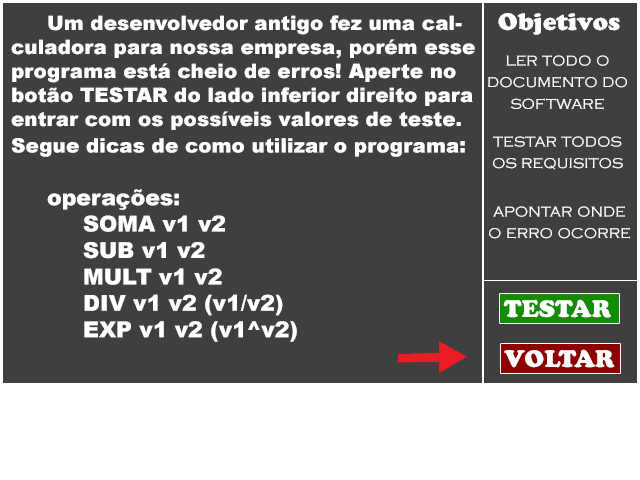 Um desenvolvedor antigo fez uma cal-
culadora para nossa empresa, porém esse
programa está cheio de erros! Aperte no
botão TESTAR do lado inferior direito para
entrar com os possíveis valores de teste.
Segue dicas de como utilizar o programa:
operações:
SOMA v1 v2
SUB v1 v2
MULT v1 v2
DIV v1 v2 (v1/v2)
EXP v1 v2 (v1^v2)
Objetivos
LER TODO O
DOCUMENTO DO
SOFTWARE
TESTAR TODOS
OS REQUISITOS
APONTAR ONDE
O ERRO OCORRE
TESTAR
VOLTAR